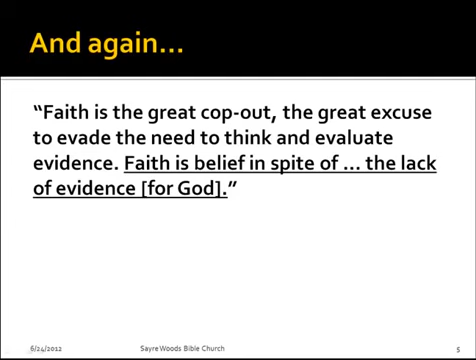 And again...
“Faith is the great cop-out, the great excuse
to evade the need to think and evaluate
evidence. Faith is belief in spite of ... the lack
of evidence [for God].”
6/24/2012 Sayre Woods Bible Church 5